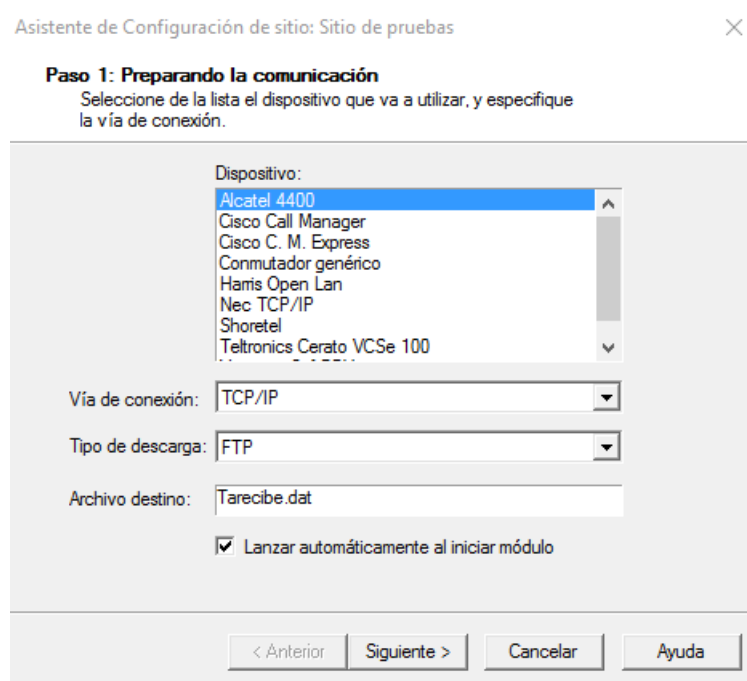 Asistente de Configuración de sitio: Sitio de pruebas
Paso 1: Preparando la comunicación
Seleccione de la lista el dispositivo que va a utilizar, y especifique
la vía de conexión.
Dispositivo:
Alcatel 4400
Cisco Call Manager
Cisco C. M. Express
Conmutador genérico
Harris Open Lan
Nec TCP/IP
Shoretel
Teltronics Cerato VCSe 100
Vía de conexión: TCP/IP
Tipo de descarga: FTP
Archivo destino: Tarecibe.dat
Lanzar automáticamente al iniciar módulo
< Anterior Siguiente > Cancelar Ayuda